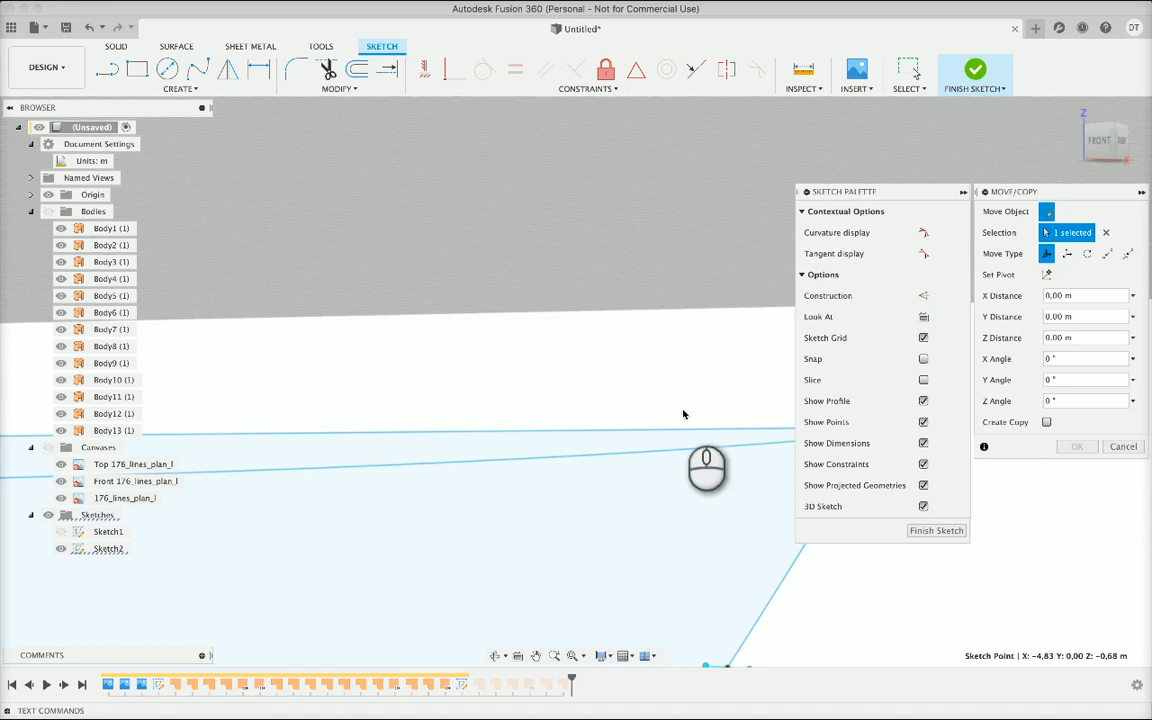 Autodesk Fusion 360 (Personal - Not for Commercial Use)
Untitled*
DT
DESIGN
SOLID
SURFACE
SHEET METAL
TOOLS
SKETCH
CREATE
MODIFY
CONSTRAINTS
INSPECT
INSERT
SELECT
FINISH SKETCH
BROWSER
(Unsaved)
Document Settings
Units: m
Named Views
Origin
Bodies
Body1 (1)
Body2 (1)
Body3 (1)
Body4 (1)
Body5 (1)
Body6 (1)
Body7 (1)
Body8 (1)
Body9 (1)
Body10 (1)
Body11 (1)
Body12 (1)
Body13 (1)
Canvases
Top 176_lines_plan_l
Front 176_lines_plan_l
176_lines_plan_l
Sketches
Sketch1
Sketch2
Z
FRONT
X
SKETCH PALETTE
Contextual Options
Curvature display
Tangent display
Options
Construction
Look At
Sketch Grid
Snap
Slice
Show Profile
Show Points
Show Dimensions
Show Constraints
Show Projected Geometries
3D Sketch
Finish Sketch
MOVE/COPY
Move Object
Selection 1 selected
Move Type
Set Pivot
X Distance 0,00 m
Y Distance 0,00 m
Z Distance 0,00 m
X Angle 0 °
Y Angle 0 °
Z Angle 0 °
Create Copy
OK Cancel
COMMENTS
Sketch Point | X: -4,83 Y: 0,00 Z: -0,68 m
TEXT COMMANDS